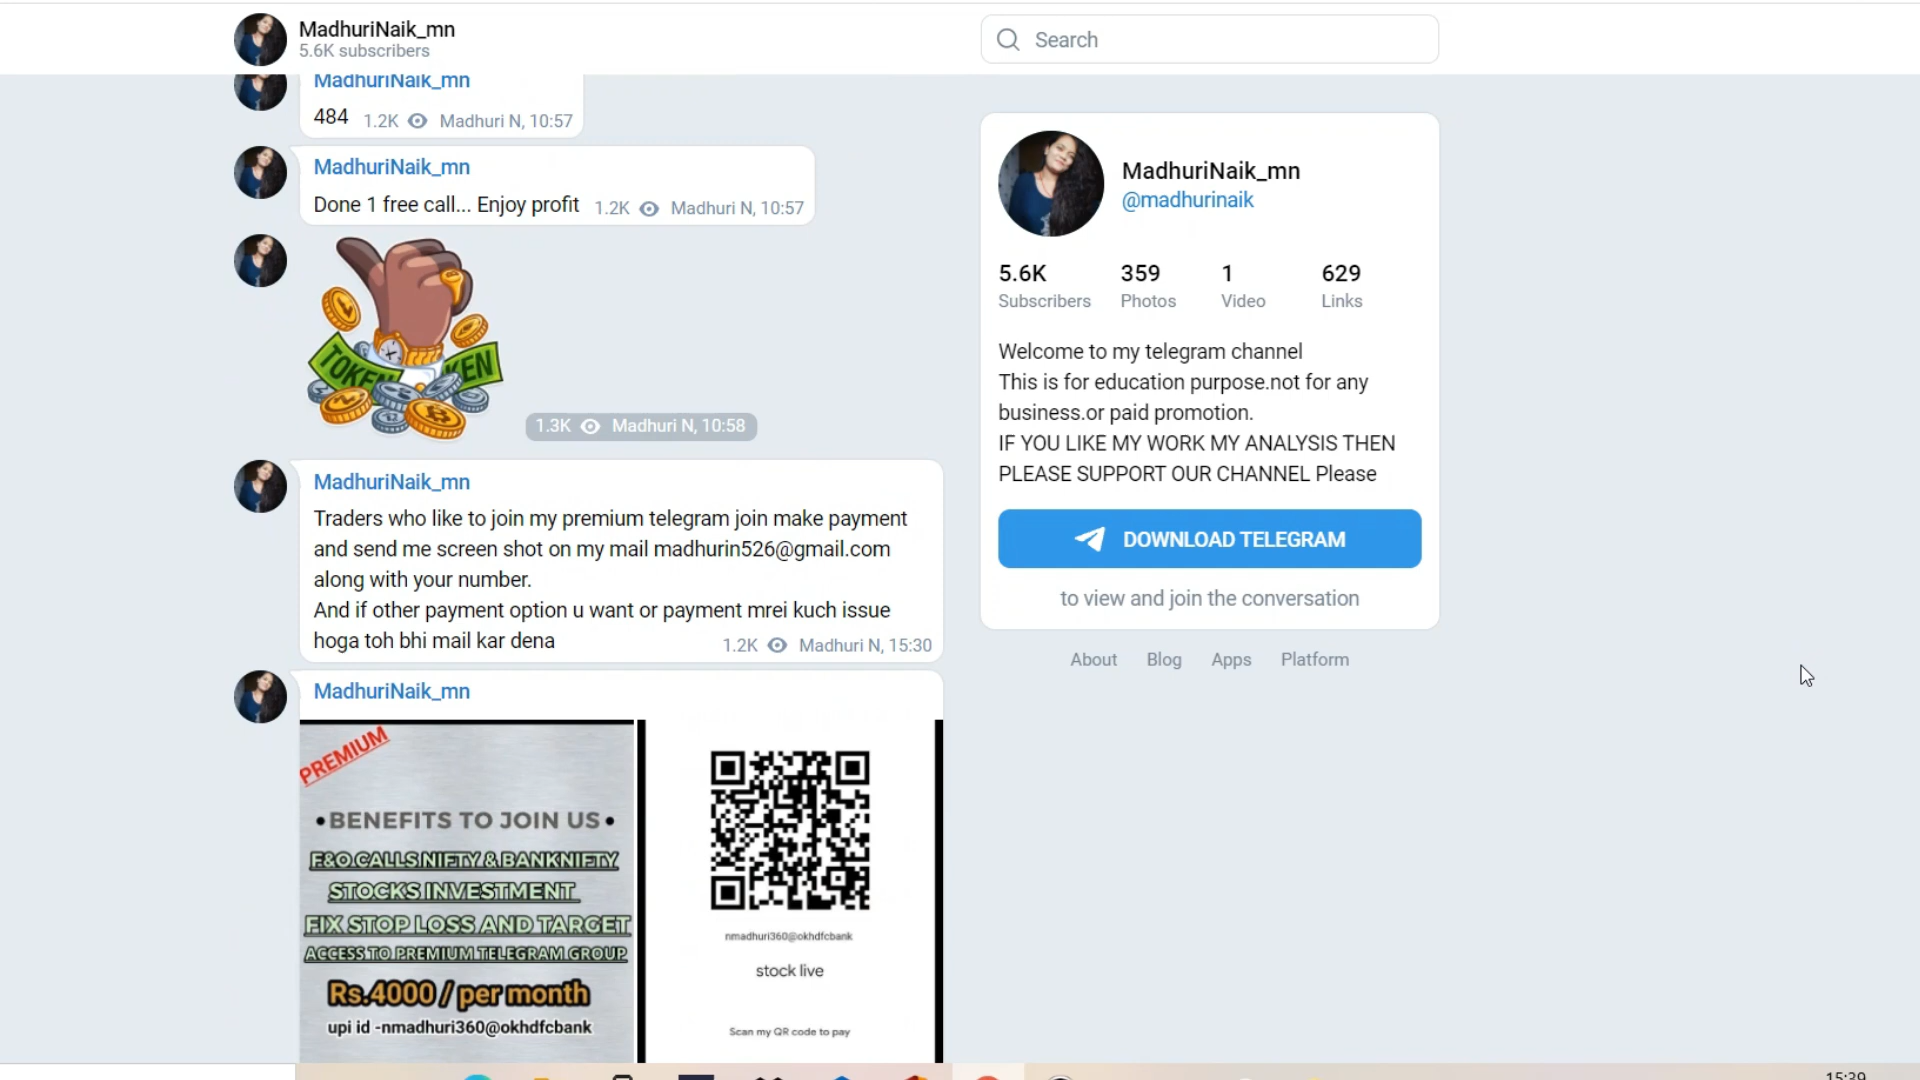 MadhuriNaik_mn
5.6K subscribers
Search
MadhuriNaik_mn
484 1.2K Madhuri N, 10:57
MadhuriNaik_mn
Done 1 free call... Enjoy profit 1.2K Madhuri N, 10:57
TOKEN KEN
1.3K Madhuri N, 10:58
MadhuriNaik_mn
Traders who like to join my premium telegram join make payment
and send me screen shot on my mail madhurin526@gmail.com
along with your number.
And if other payment option u want or payment mrei kuch issue
hoga toh bhi mail kar dena 1.2K Madhuri N, 15:30
MadhuriNaik_mn
PREMIUM
•BENEFITS TO JOIN US•
F&O CALLS NIFTY & BANKNIFTY
STOCKS INVESTMENT
FIX STOP LOSS AND TARGET
ACCESS TO PREMIUM TELEGRAM GROUP
Rs.4000 / per month
upi id -nmadhuri360@okhdfcbank
nmadhuri360@okhdfcbank
stock live
Scan my QR code to pay
MadhuriNaik_mn
@madhurinaik
5.6K 359 1 629
Subscribers Photos Video Links
Welcome to my telegram channel
This is for education purpose.not for any
business.or paid promotion.
IF YOU LIKE MY WORK MY ANALYSIS THEN
PLEASE SUPPORT OUR CHANNEL Please
DOWNLOAD TELEGRAM
to view and join the conversation
About Blog Apps Platform
15:39